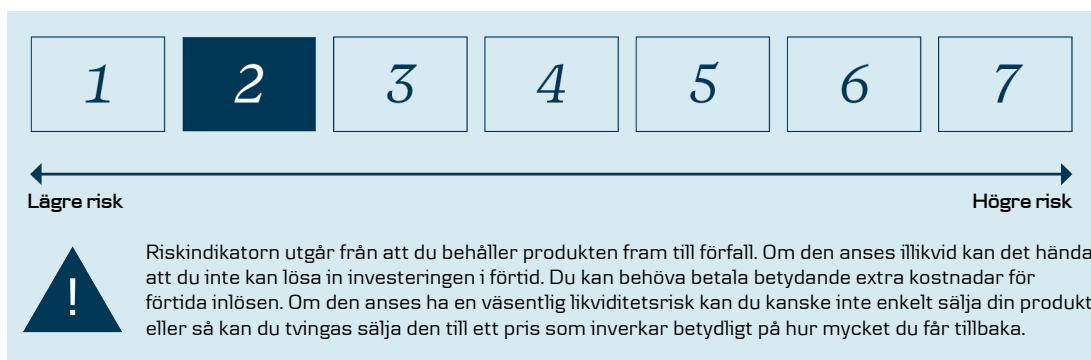 1 2 3 4 5 6 7
Lägre risk Högre risk
Riskindikatorn utgår från att du behåller produkten fram till förfall. Om den anses illikvid kan det hända
att du inte kan lösa in investeringen i förtid. Du kan behöva betala betydande extra kostnadar för
förtida inlösen. Om den anses ha en väsentlig likviditetsrisk kan du kanske inte enkelt sälja din produkt
eller så kan du tvingas sälja den till ett pris som inverkar betydligt på hur mycket du får tillbaka.
!